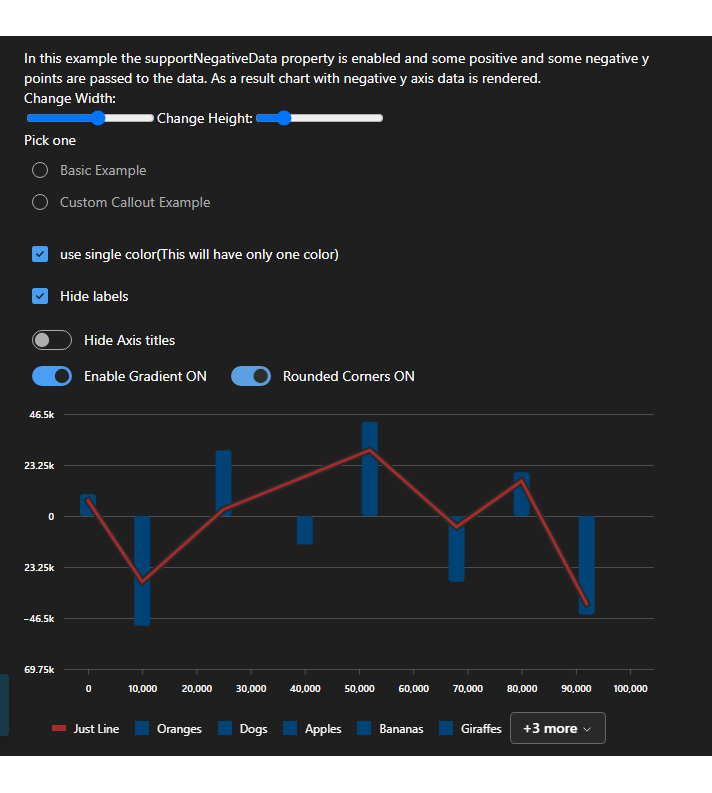 In this example the supportNegativeData property is enabled and some positive and some negative y
points are passed to the data. As a result chart with negative y axis data is rendered.
Change Width:
Change Height:
Pick one
Basic Example
Custom Callout Example
use single color(This will have only one color)
Hide labels
Hide Axis titles
Enable Gradient ON Rounded Corners ON
46.5k
23.25k
0
23.25k
−46.5k
69.75k
0 10,000 20,000 30,000 40,000 50,000 60,000 70,000 80,000 90,000 100,000
Just Line Oranges Dogs Apples Bananas Giraffes +3 more